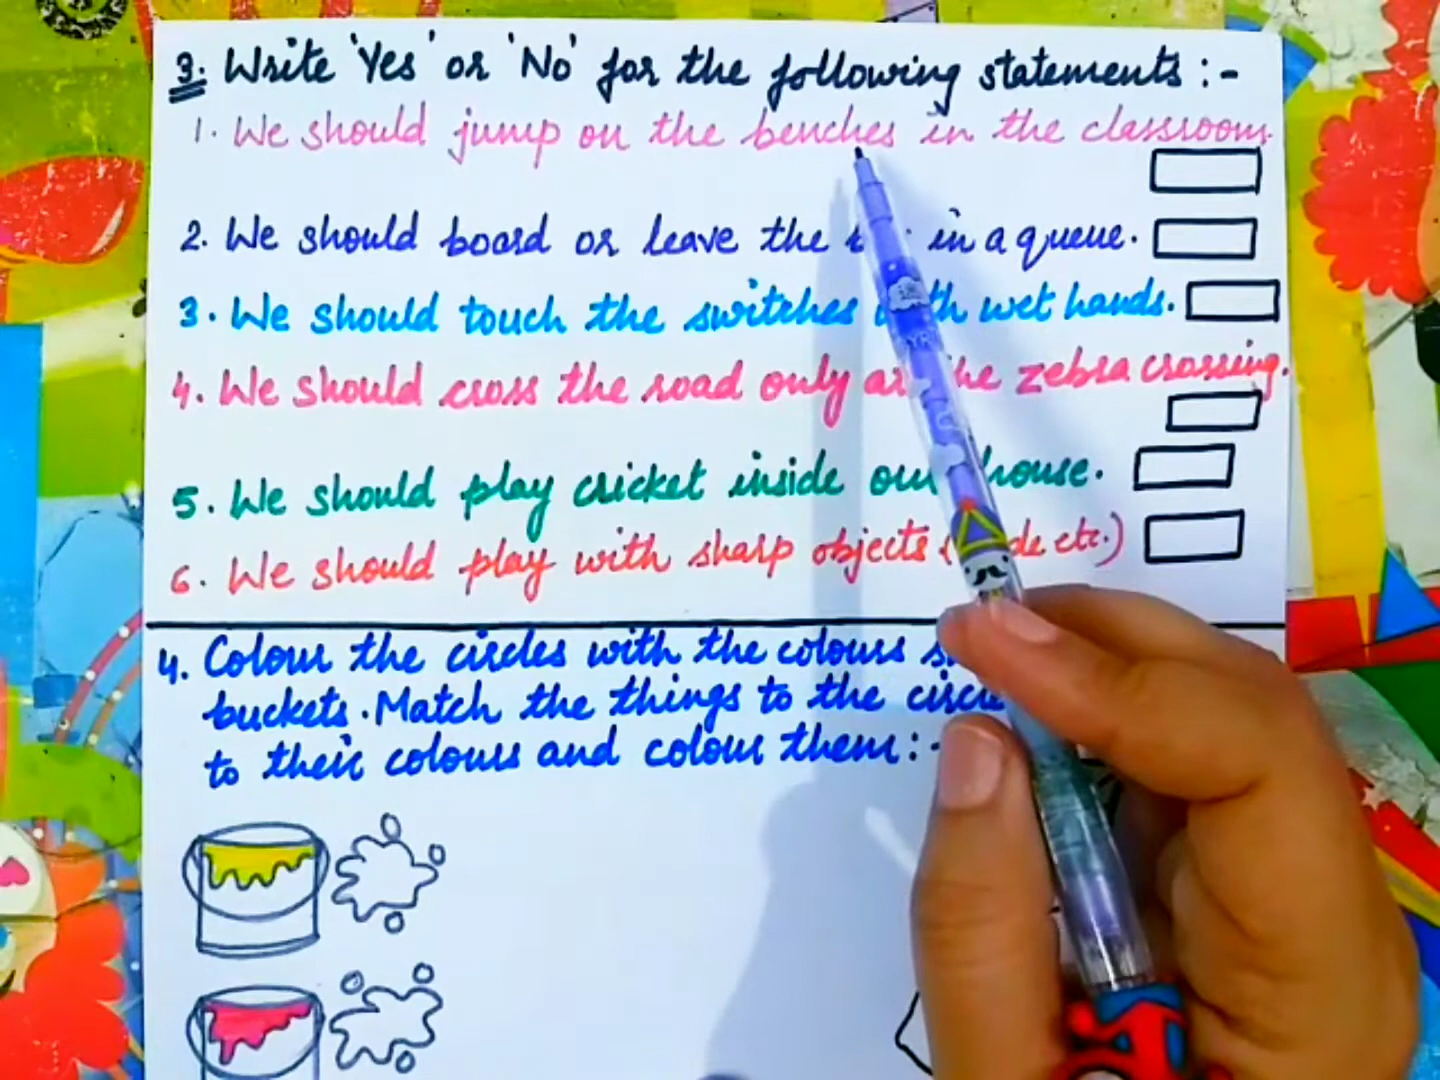 3. Write 'Yes' or 'No' for the following statements :-
1. We should jump on the benches in the classroom.
2. We should board or leave the in a queue.
3. We should touch the switches wet hands.
4. We should cross the road only zebra crossing.
5. We should play cricket inside house.
6. We should play with sharp objects ( etc.)
4. Colour the circles with the colours
buckets. Match the things to the
to their colours and colour them :-